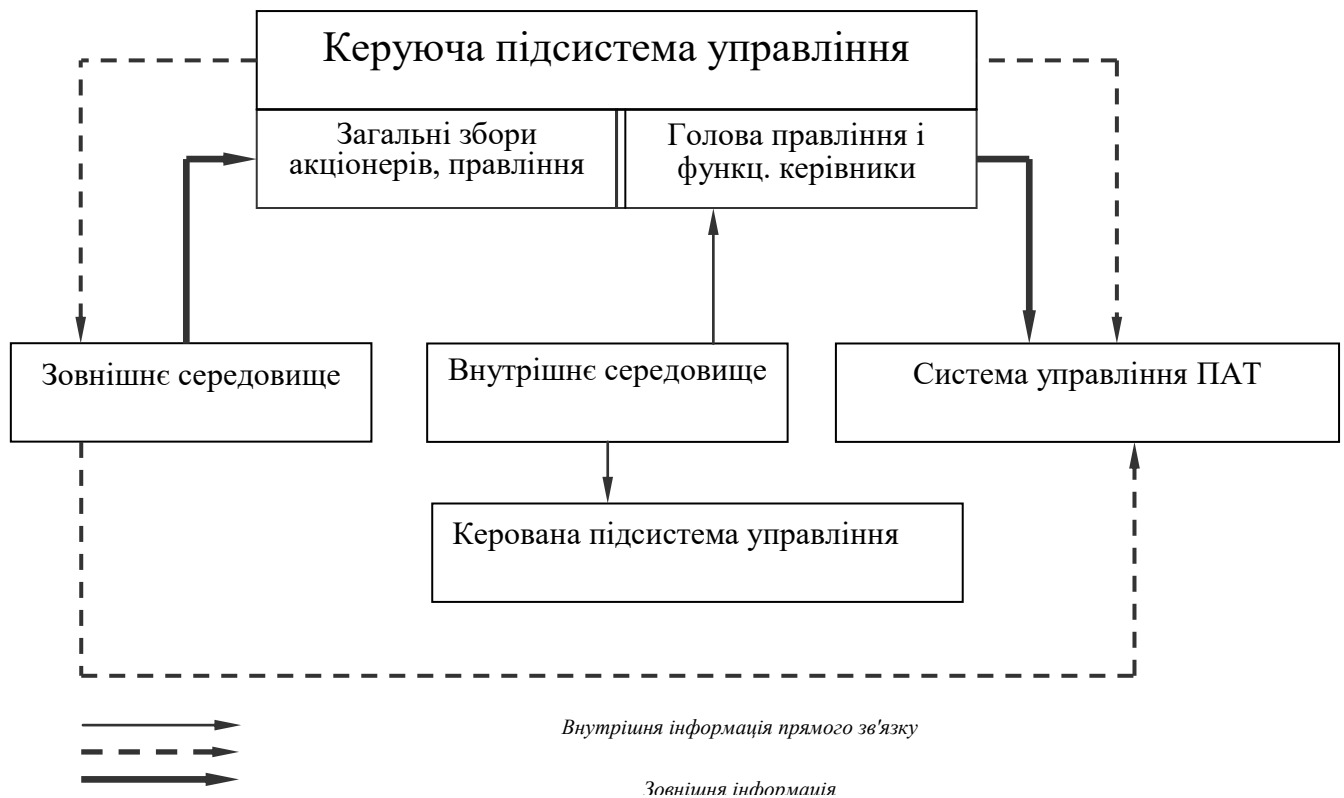 Керуюча підсистема управління
Загальні збори
акціонерів, правління
Голова правління і
функц. керівники
Зовнішнє середовище
Внутрішнє середовище
Система управління ПАТ
Керована підсистема управління
Внутрішня інформація прямого зв'язку
Зовнішня інформація